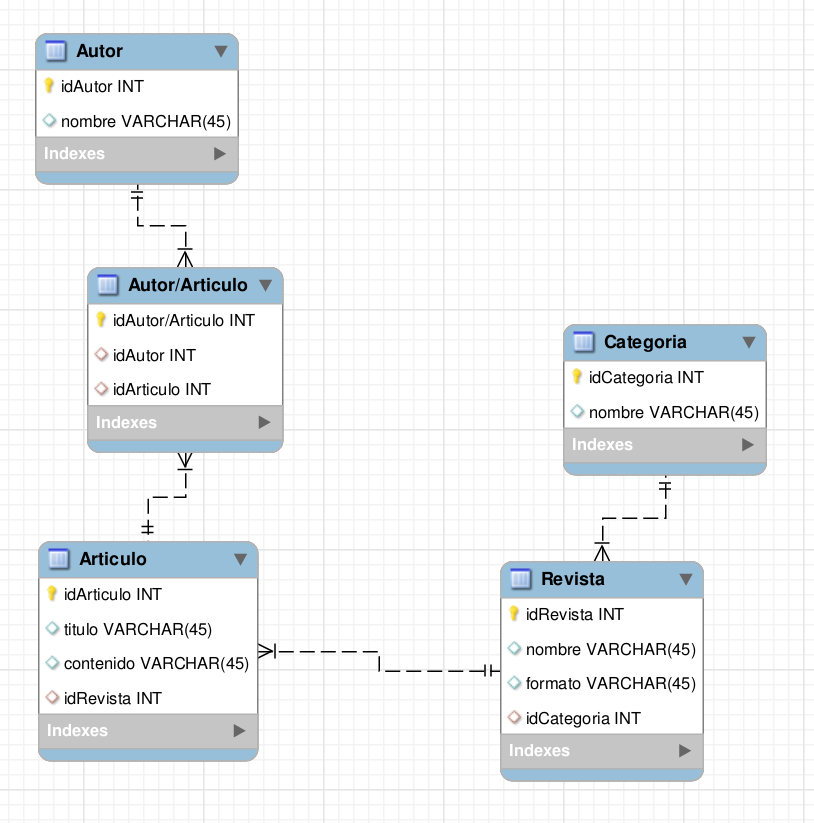 Autor
idAutor INT
nombre VARCHAR(45)
Indexes
Autor/Articulo
idAutor/Articulo INT
idAutor INT
idArticulo INT
Indexes
Categoria
idCategoria INT
nombre VARCHAR(45)
Indexes
Articulo
idArticulo INT
titulo VARCHAR(45)
contenido VARCHAR(45)
idRevista INT
Indexes
Revista
idRevista INT
nombre VARCHAR(45)
formato VARCHAR(45)
idCategoria INT
Indexes